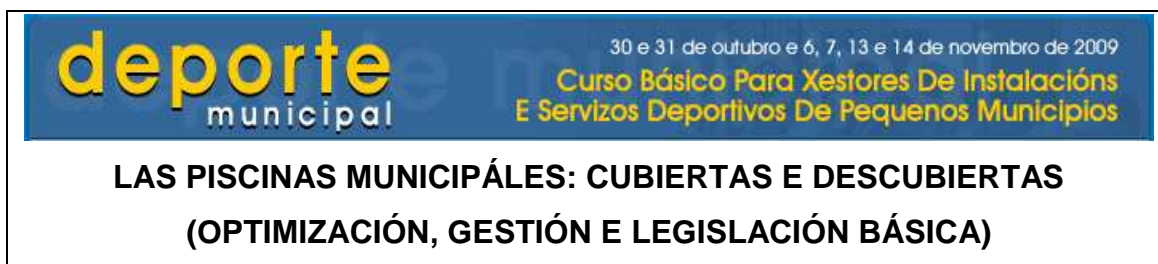 deporte
municipal
30 e 31 de outubro e 6, 7, 13 e 14 de novembro de 2009
Curso Básico Para Xestores De Instalacións
E Servizos Deportivos De Pequenos Municipios
LAS PISCINAS MUNICIPÁLES: CUBIERTAS E DESCUBIERTAS
(OPTIMIZACIÓN, GESTIÓN E LEGISLACIÓN BÁSICA)